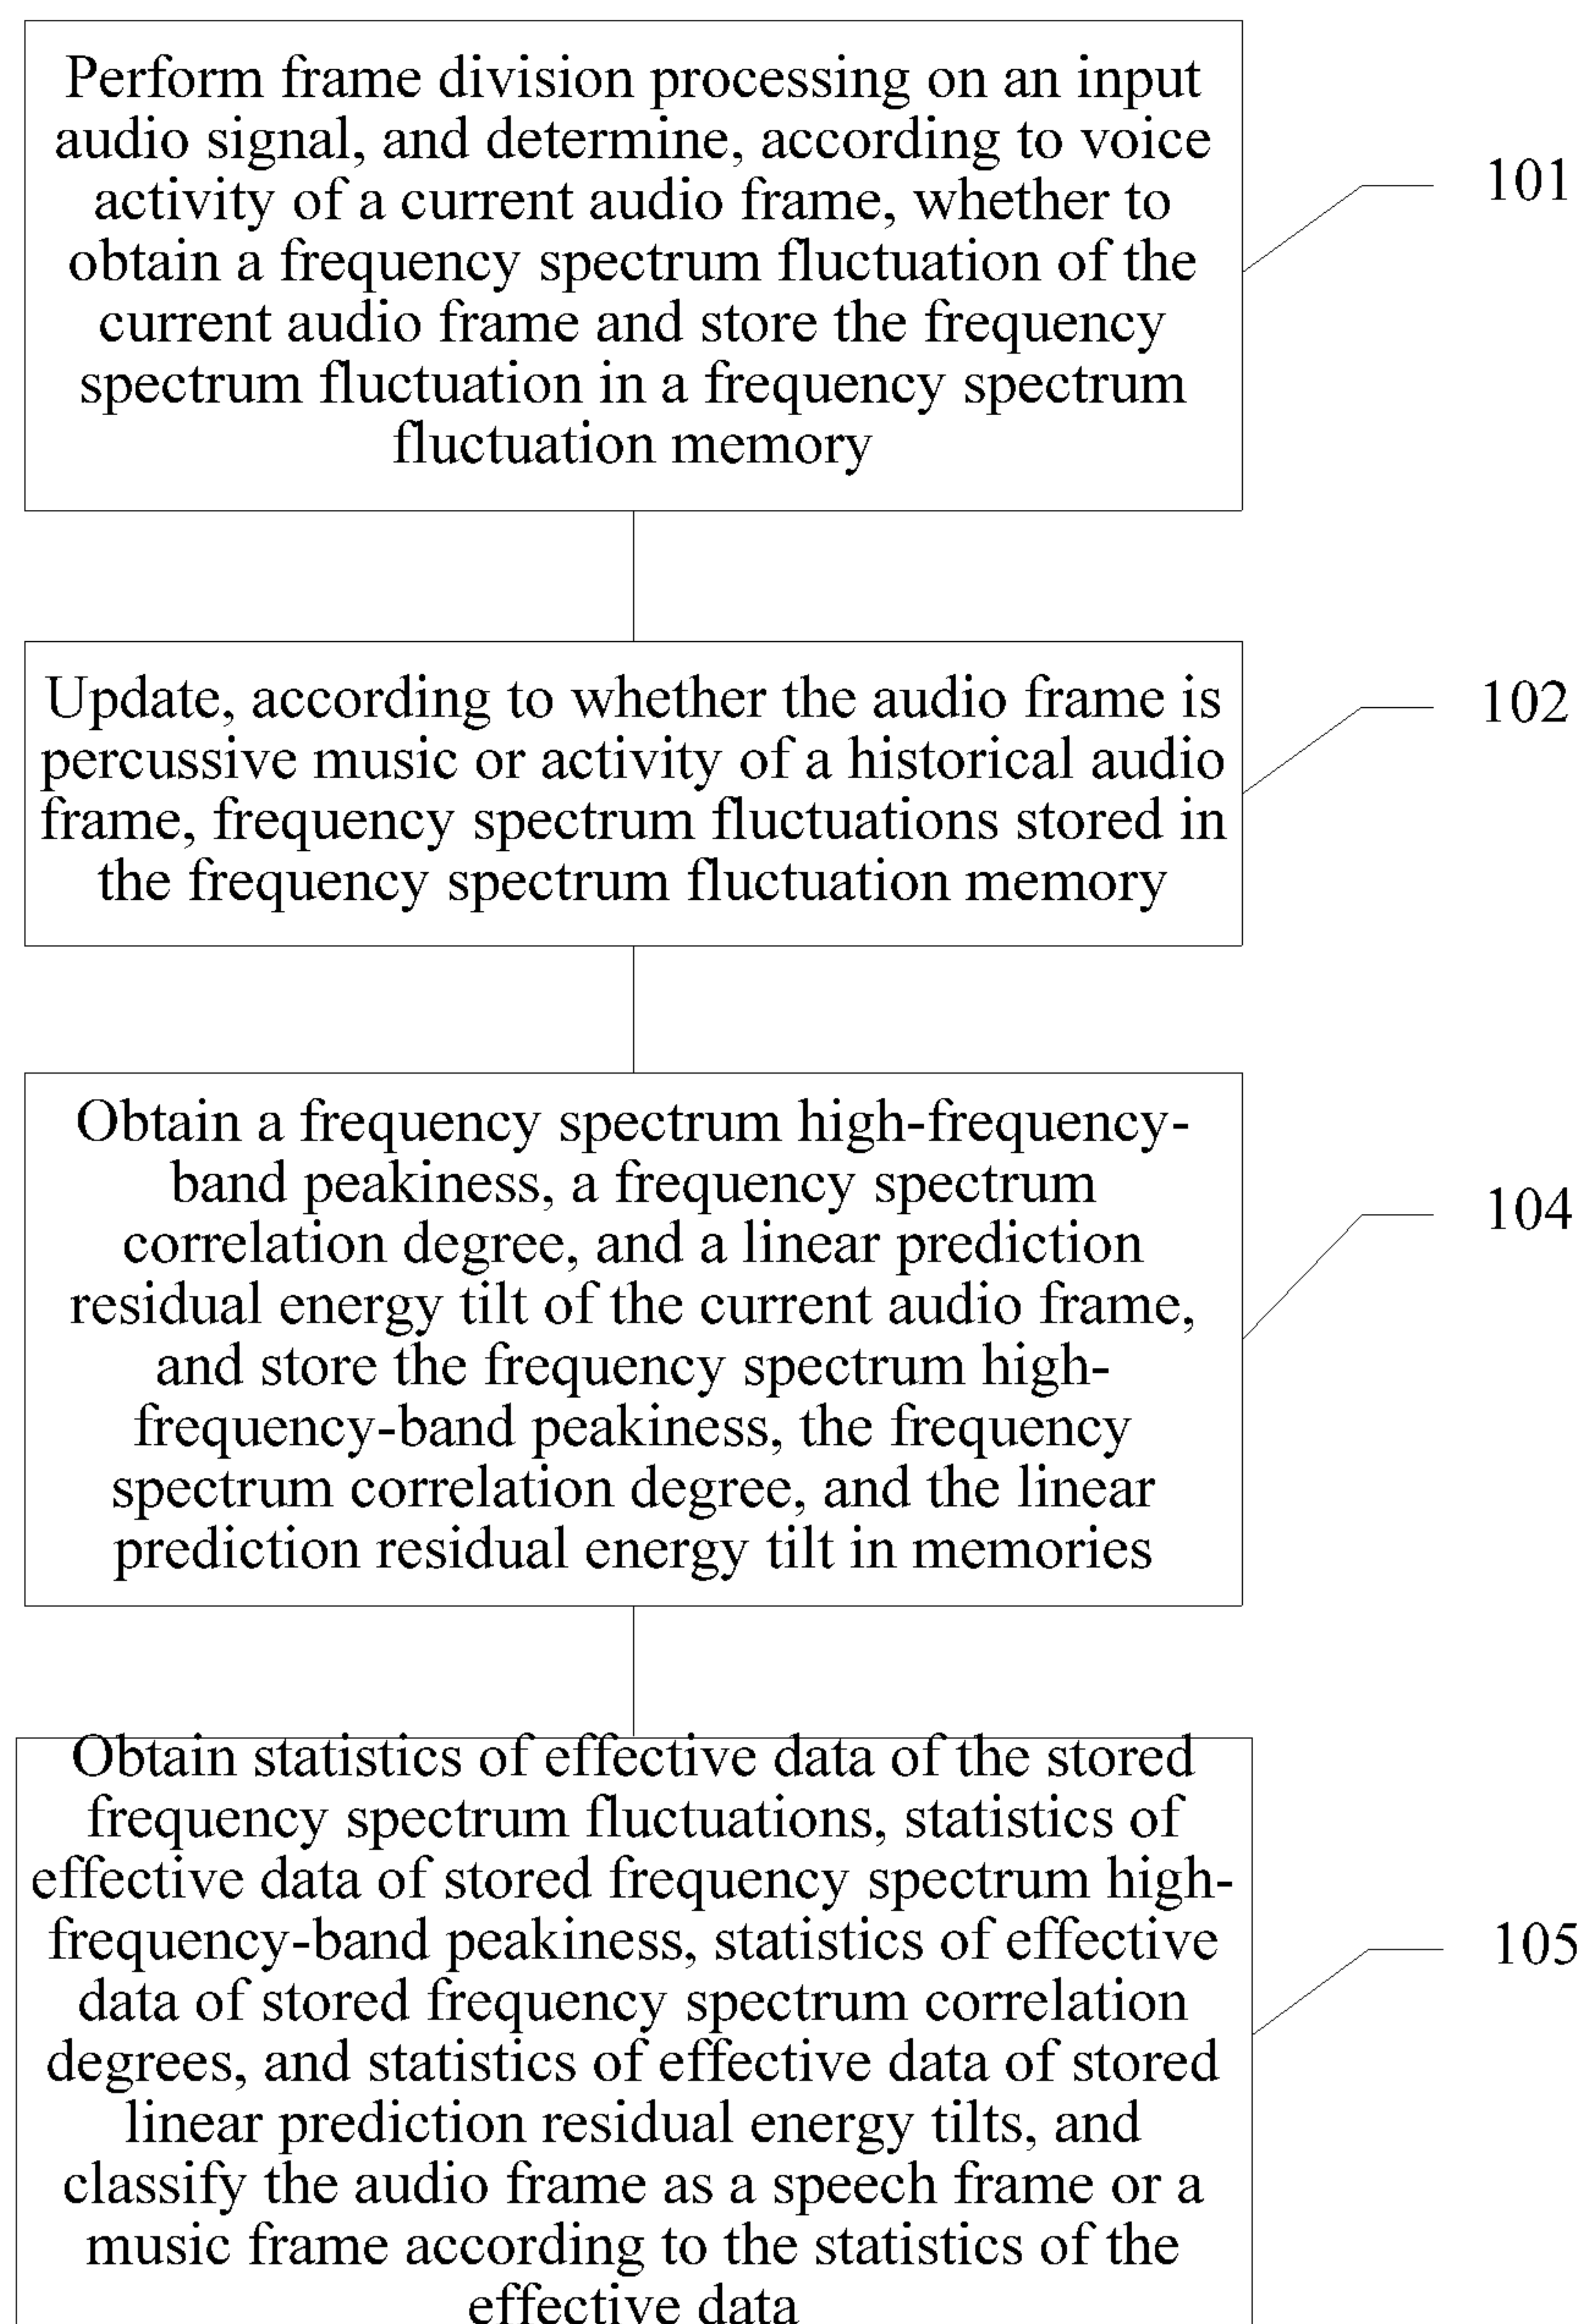 Perform frame division processing on an input
audio signal, and determine, according to voice
activity of a current audio frame, whether to
obtain a frequency spectrum fluctuation of the
current audio frame and store the frequency
spectrum fluctuation in a frequency spectrum
fluctuation memory
101
Update, according to whether the audio frame is
percussive music or activity of a historical audio
frame, frequency spectrum fluctuations stored in
the frequency spectrum fluctuation memory
102
Obtain a frequency spectrum high-frequency-
band peakiness, a frequency spectrum
correlation degree, and a linear prediction
residual energy tilt of the current audio frame,
and store the frequency spectrum high-
frequency-band peakiness, the frequency
spectrum correlation degree, and the linear
prediction residual energy tilt in memories
104
Obtain statistics of effective data of the stored
frequency spectrum fluctuations, statistics of
effective data of stored frequency spectrum high-
frequency-band peakiness, statistics of effective
data of stored frequency spectrum correlation
degrees, and statistics of effective data of stored
linear prediction residual energy tilts, and
classify the audio frame as a speech frame or a
music frame according to the statistics of the
effective data
105